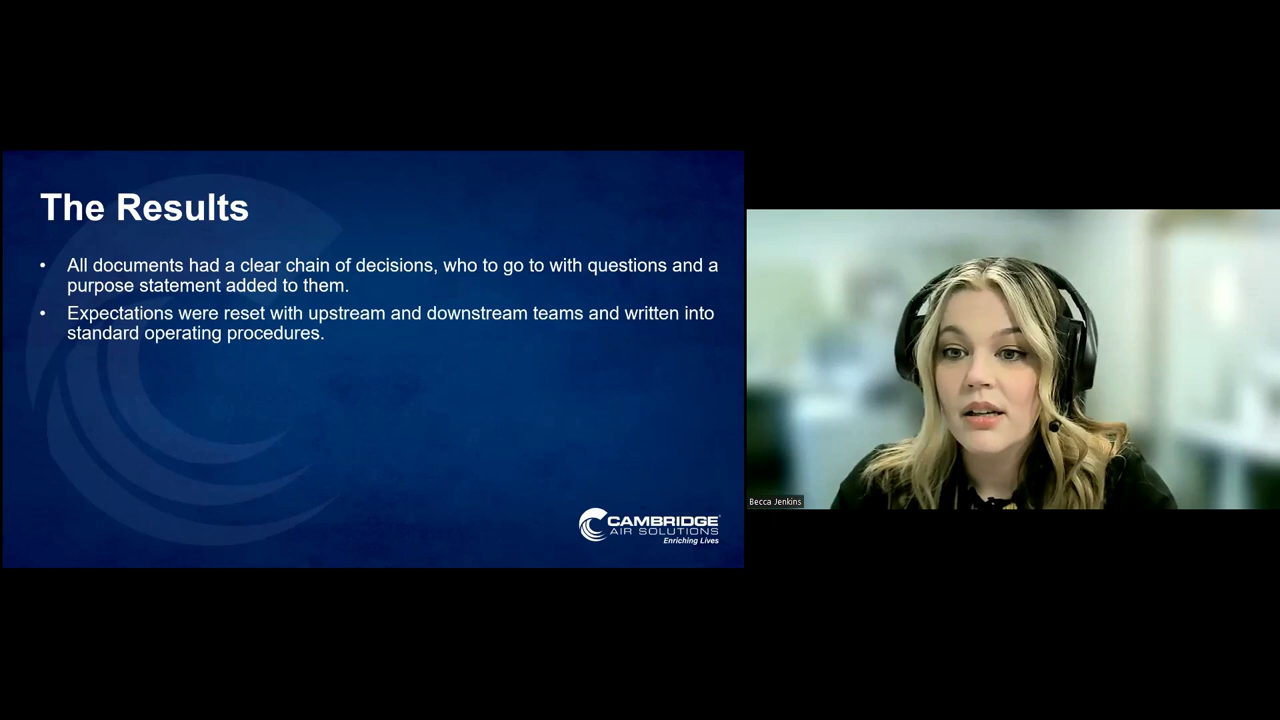 The Results
• All documents had a clear chain of decisions, who to go to with questions and a
purpose statement added to them.
• Expectations were reset with upstream and downstream teams and written into
standard operating procedures.
CAMBRIDGE
AIR SOLUTIONS
Enriching Lives
Becca Jenkins